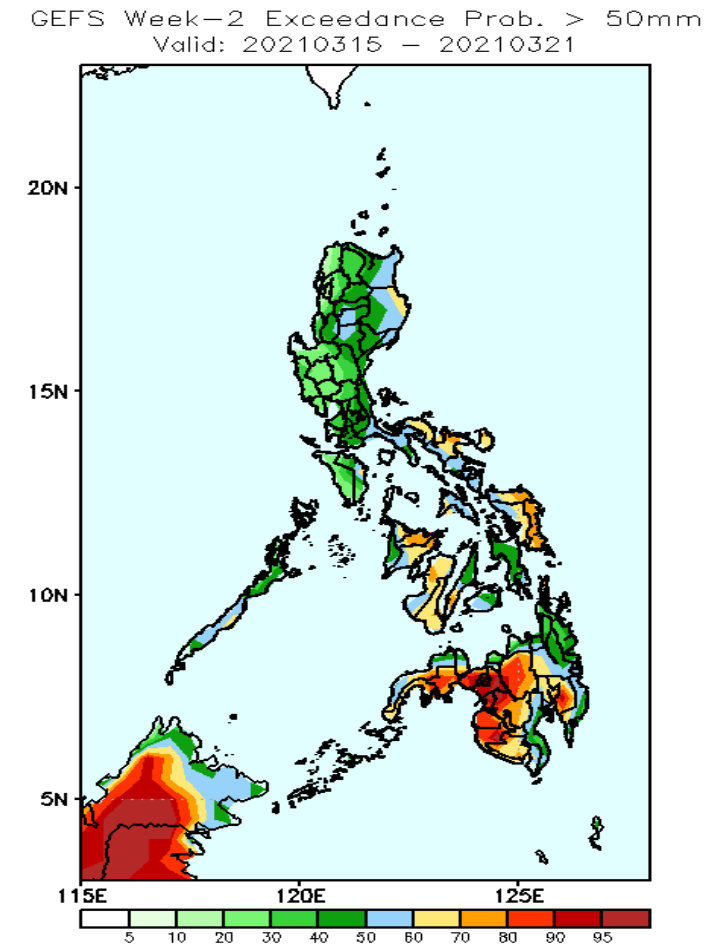 GEFS Week-2 Exceedance Prob. > 50mm
Valid: 20210315 - 20210321
20N
15N
10N
5N
115E 120E 125E
5 10 20 30 40 50 60 70 80 90 95